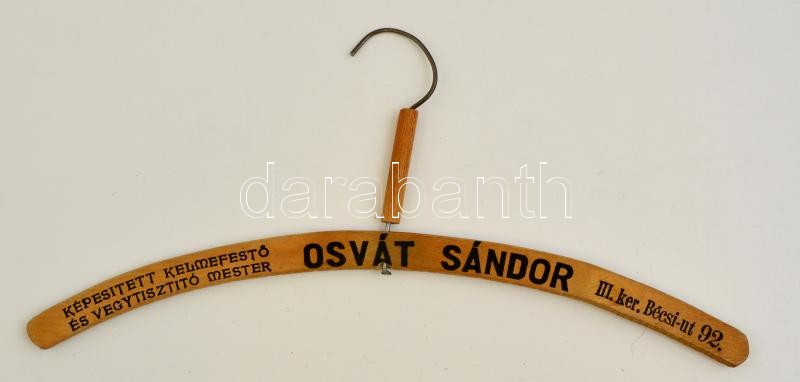 darabanth
KÉPESITETT KELMEFESTŐ
ÉS VEGYTISZTITÓ MESTER
OSVÁT SÁNDOR
III. ker. Bécsi-ut 92.